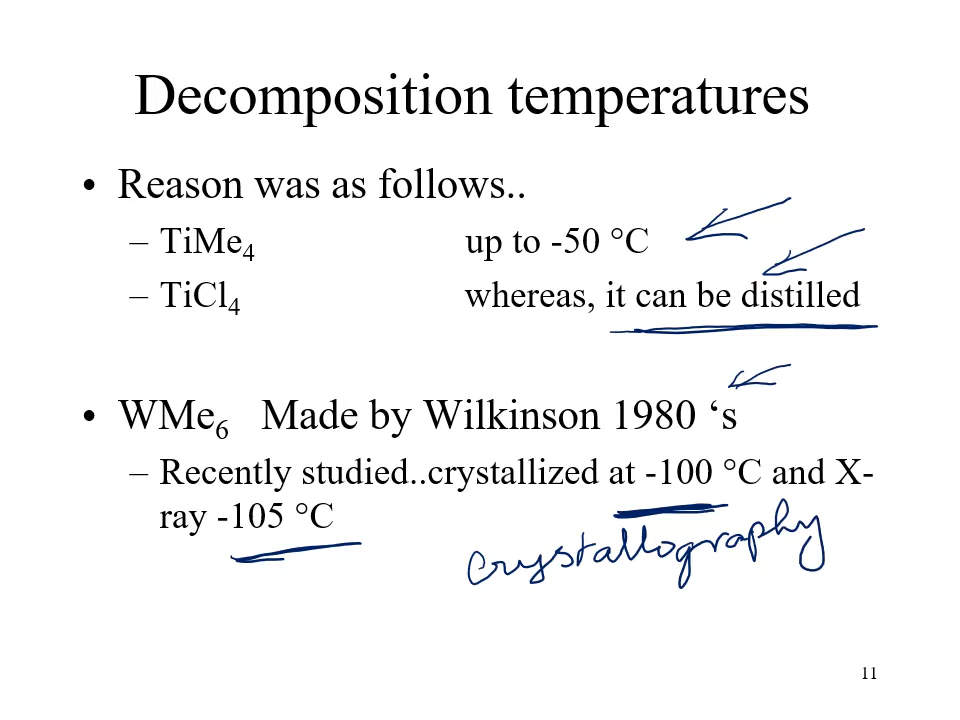 Decomposition temperatures
• Reason was as follows..
– TiMe₄ up to -50 °C
– TiCl₄ whereas, it can be distilled
• WMe₆ Made by Wilkinson 1980 ‘s
– Recently studied..crystallized at -100 °C and X-
ray -105 °C
crystallography
11